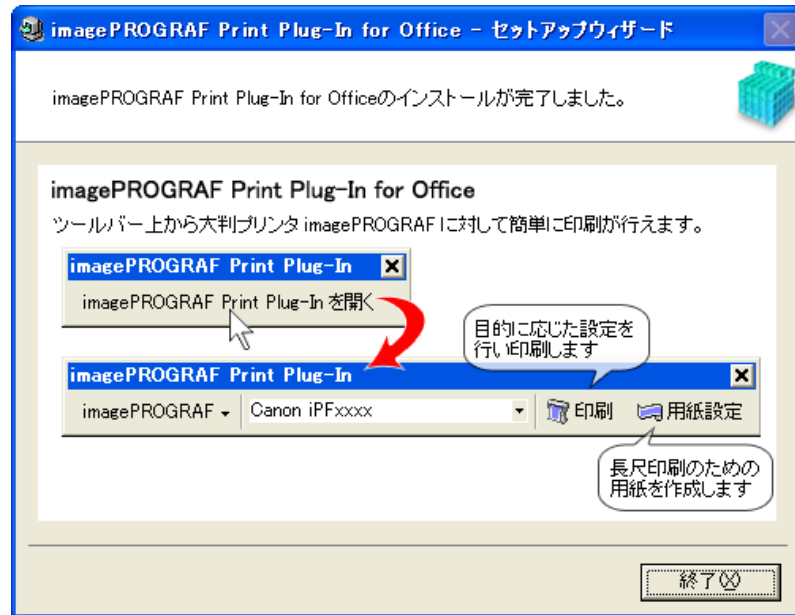 imagePROGRAF Print Plug-In for Office - セットアップウィザード
imagePROGRAF Print Plug-In for Officeのインストールが完了しました。
imagePROGRAF Print Plug-In for Office
ツールバー上から大判プリンタ imagePROGRAF に対して簡単に印刷が行えます。
imagePROGRAF Print Plug-In
imagePROGRAF Print Plug-In を開く
目的に応じた設定を
行い印刷します
imagePROGRAF Print Plug-In
imagePROGRAF Canon iPFxxxx 印刷 用紙設定
長尺印刷のための
用紙を作成します
終了(X)